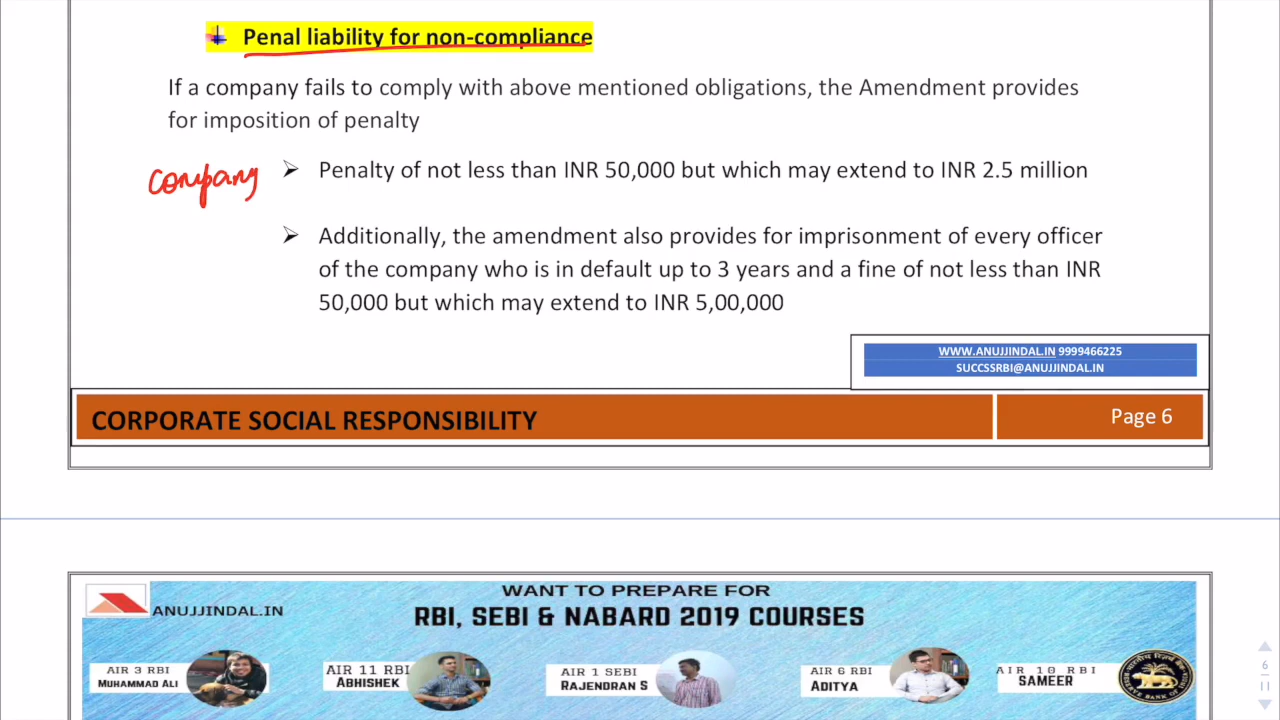 Penal liability for non-compliance
If a company fails to comply with above mentioned obligations, the Amendment provides
for imposition of penalty
company
Penalty of not less than INR 50,000 but which may extend to INR 2.5 million
Additionally, the amendment also provides for imprisonment of every officer
of the company who is in default up to 3 years and a fine of not less than INR
50,000 but which may extend to INR 5,00,000
WWW.ANUJJINDAL.IN 9999466225
SUCCSSRBI@ANUJJINDAL.IN
CORPORATE SOCIAL RESPONSIBILITY
Page 6
WANT TO PREPARE FOR
ANUJJINDAL.IN
RBI, SEBI & NABARD 2019 COURSES
AIR 3 RBI
MUHAMMAD ALI
AIR 11 RBI
ABHISHEK
AIR 1 SEBI
RAJENDRAN S
AIR 6 RBI
ADITYA
AIR 10 RBI
SAMEER
6
11